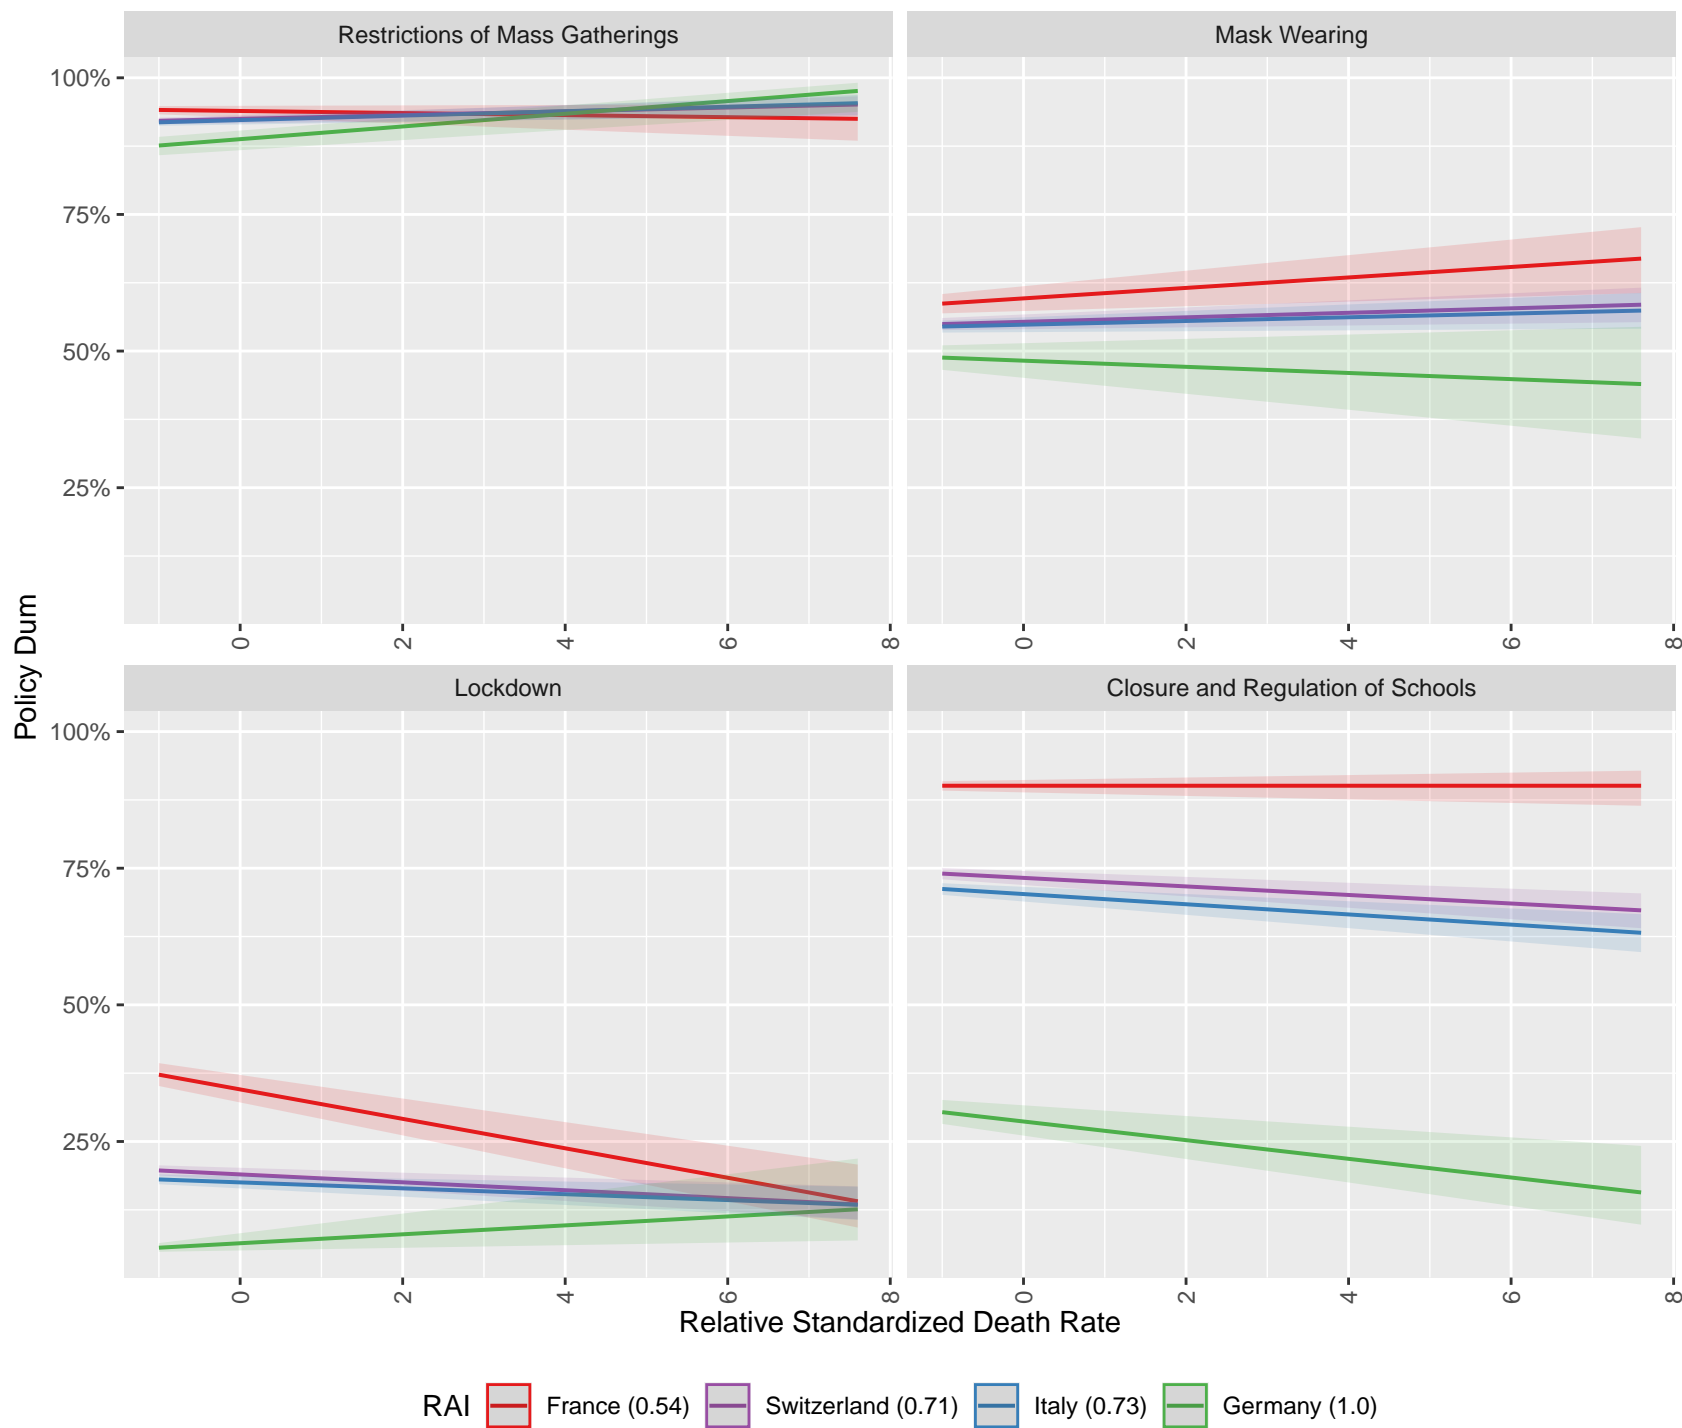 Restrictions of Mass Gatherings
Mask Wearing
100%
75%
50%
25%
0 2 4 6 8
0 2 4 6 8
Policy Dum
Lockdown
Closure and Regulation of Schools
100%
75%
50%
25%
0 2 4 6 8
0 2 4 6 8
Relative Standardized Death Rate
RAI France (0.54) Switzerland (0.71) Italy (0.73) Germany (1.0)